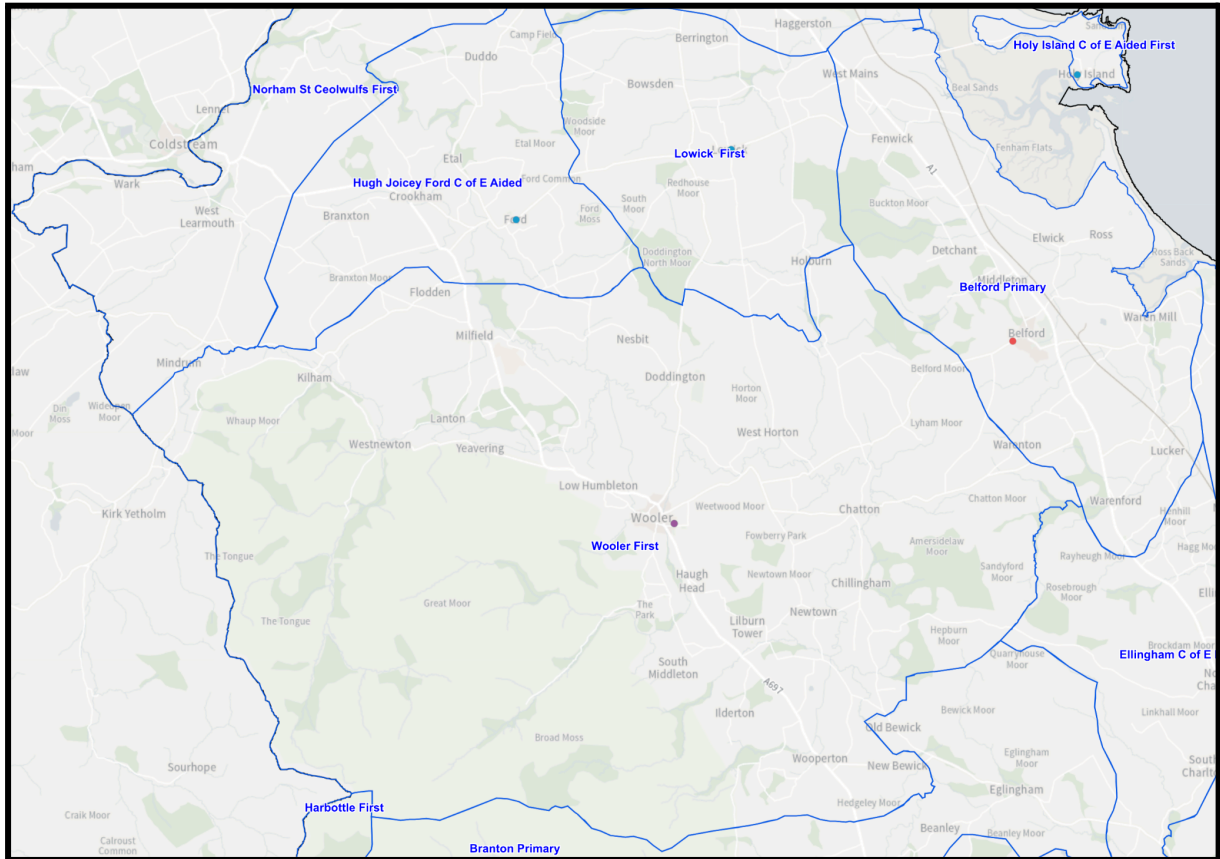 Haggerston
Camp Field
Berrington
Holy Island C of E Aided First
Duddo
West Mains
Holy Island
Norham St Ceolwulfs First
Bowsden
Beal Sands
Lennel
Woodside
Moor
Fenwick
Coldstream
Etal Moor
Fenham Flats
Etal
Lowick
Lowick First
A1
Wark
Ford Common
Redhouse
Moor
Hugh Joicey Ford C of E Aided
Crookham
South
Moor
Buckton Moor
West
Learmouth
Branxton
Ford
Ford
Moss
Elwick
Ross
Detchant
Doddington
North Moor
Holburn
Ross Back
Sands
Branxton Moor
Middleton
Flodden
Belford Primary
Waren Mill
Milfield
Nesbit
Belford
Mindrum
Belford Moor
Kilham
Doddington
Horton
Moor
Din
Moss
Wideopen
Moor
Whaup Moor
Lanton
Lyham Moor
West Horton
Westnewton
Yeavering
Warenton
Lucker
Low Humbleton
Chatton Moor
Warenford
Kirk Yetholm
Weetwood Moor
Chatton
Wooler
Henhill
Moor
Fowberry Park
Amersidelaw
Moor
Wooler First
Hagg Mo
The Tongue
Rayheugh Moor
Haugh
Head
Newtown Moor
Sandyford
Moor
Chillingham
Rosebrough
Moor
Great Moor
The
Park
Newtown
The Tongue
Lilburn
Tower
Hepburn
Moor
Brockdam Moor
Quarryhouse
Moor
Ellingham C of E
South
Middleton
A697
Bewick Moor
Linkhall Moor
Ilderton
Old Bewick
Broad Moss
Eglingham
Moor
Wooperton
New Bewick
Sourhope
Eglingham
Hedgeley Moor
Harbottle First
Craik Moor
Beanley
Beanley Moor
Calroust
Common
Branton Primary